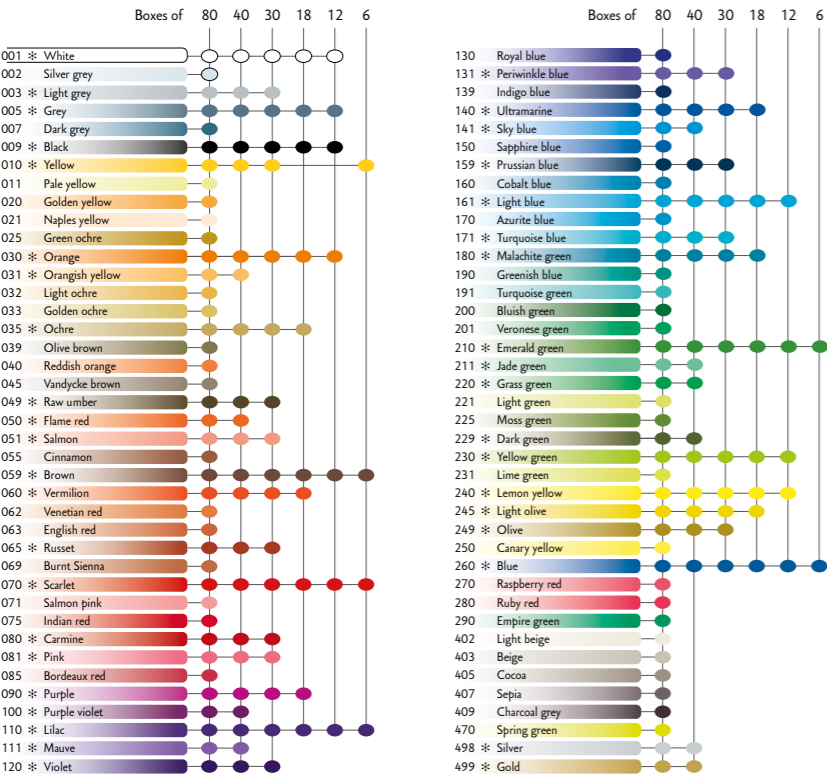 Boxes of 80 40 30 18 12 6
001 ✻ White
002 Silver grey
003 ✻ Light grey
005 ✻ Grey
007 Dark grey
009 ✻ Black
010 ✻ Yellow
011 Pale yellow
020 Golden yellow
021 Naples yellow
025 Green ochre
030 ✻ Orange
031 ✻ Orangish yellow
032 Light ochre
033 Golden ochre
035 ✻ Ochre
039 Olive brown
040 Reddish orange
045 Vandycke brown
049 ✻ Raw umber
050 ✻ Flame red
051 ✻ Salmon
055 Cinnamon
059 ✻ Brown
060 ✻ Vermilion
062 Venetian red
063 English red
065 ✻ Russet
069 Burnt Sienna
070 ✻ Scarlet
071 Salmon pink
075 Indian red
080 ✻ Carmine
081 ✻ Pink
085 Bordeaux red
090 ✻ Purple
100 ✻ Purple violet
110 ✻ Lilac
111 ✻ Mauve
120 ✻ Violet
Boxes of 80 40 30 18 12 6
130 Royal blue
131 ✻ Periwinkle blue
139 Indigo blue
140 ✻ Ultramarine
141 ✻ Sky blue
150 Sapphire blue
159 ✻ Prussian blue
160 Cobalt blue
161 ✻ Light blue
170 Azurite blue
171 ✻ Turquoise blue
180 ✻ Malachite green
190 Greenish blue
191 Turquoise green
200 Bluish green
201 Veronese green
210 ✻ Emerald green
211 ✻ Jade green
220 ✻ Grass green
221 Light green
225 Moss green
229 ✻ Dark green
230 ✻ Yellow green
231 Lime green
240 ✻ Lemon yellow
245 ✻ Light olive
249 ✻ Olive
250 Canary yellow
260 ✻ Blue
270 Raspberry red
280 Ruby red
290 Empire green
402 Light beige
403 Beige
405 Cocoa
407 Sepia
409 Charcoal grey
470 Spring green
498 ✻ Silver
499 ✻ Gold